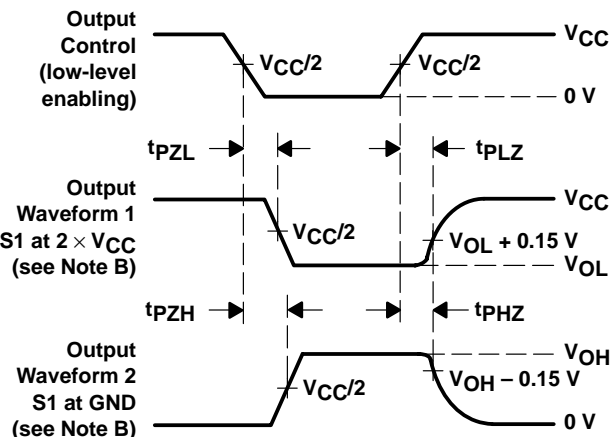 Output
Control
(low-level
enabling)
VCC/2
VCC/2
VCC
0 V
tPZL
tPLZ
Output
Waveform 1
S1 at 2 × VCC
(see Note B)
VCC/2
VCC
VOL + 0.15 V
VOL
tPZH
tPHZ
Output
Waveform 2
S1 at GND
(see Note B)
VCC/2
VOH
VOH – 0.15 V
0 V